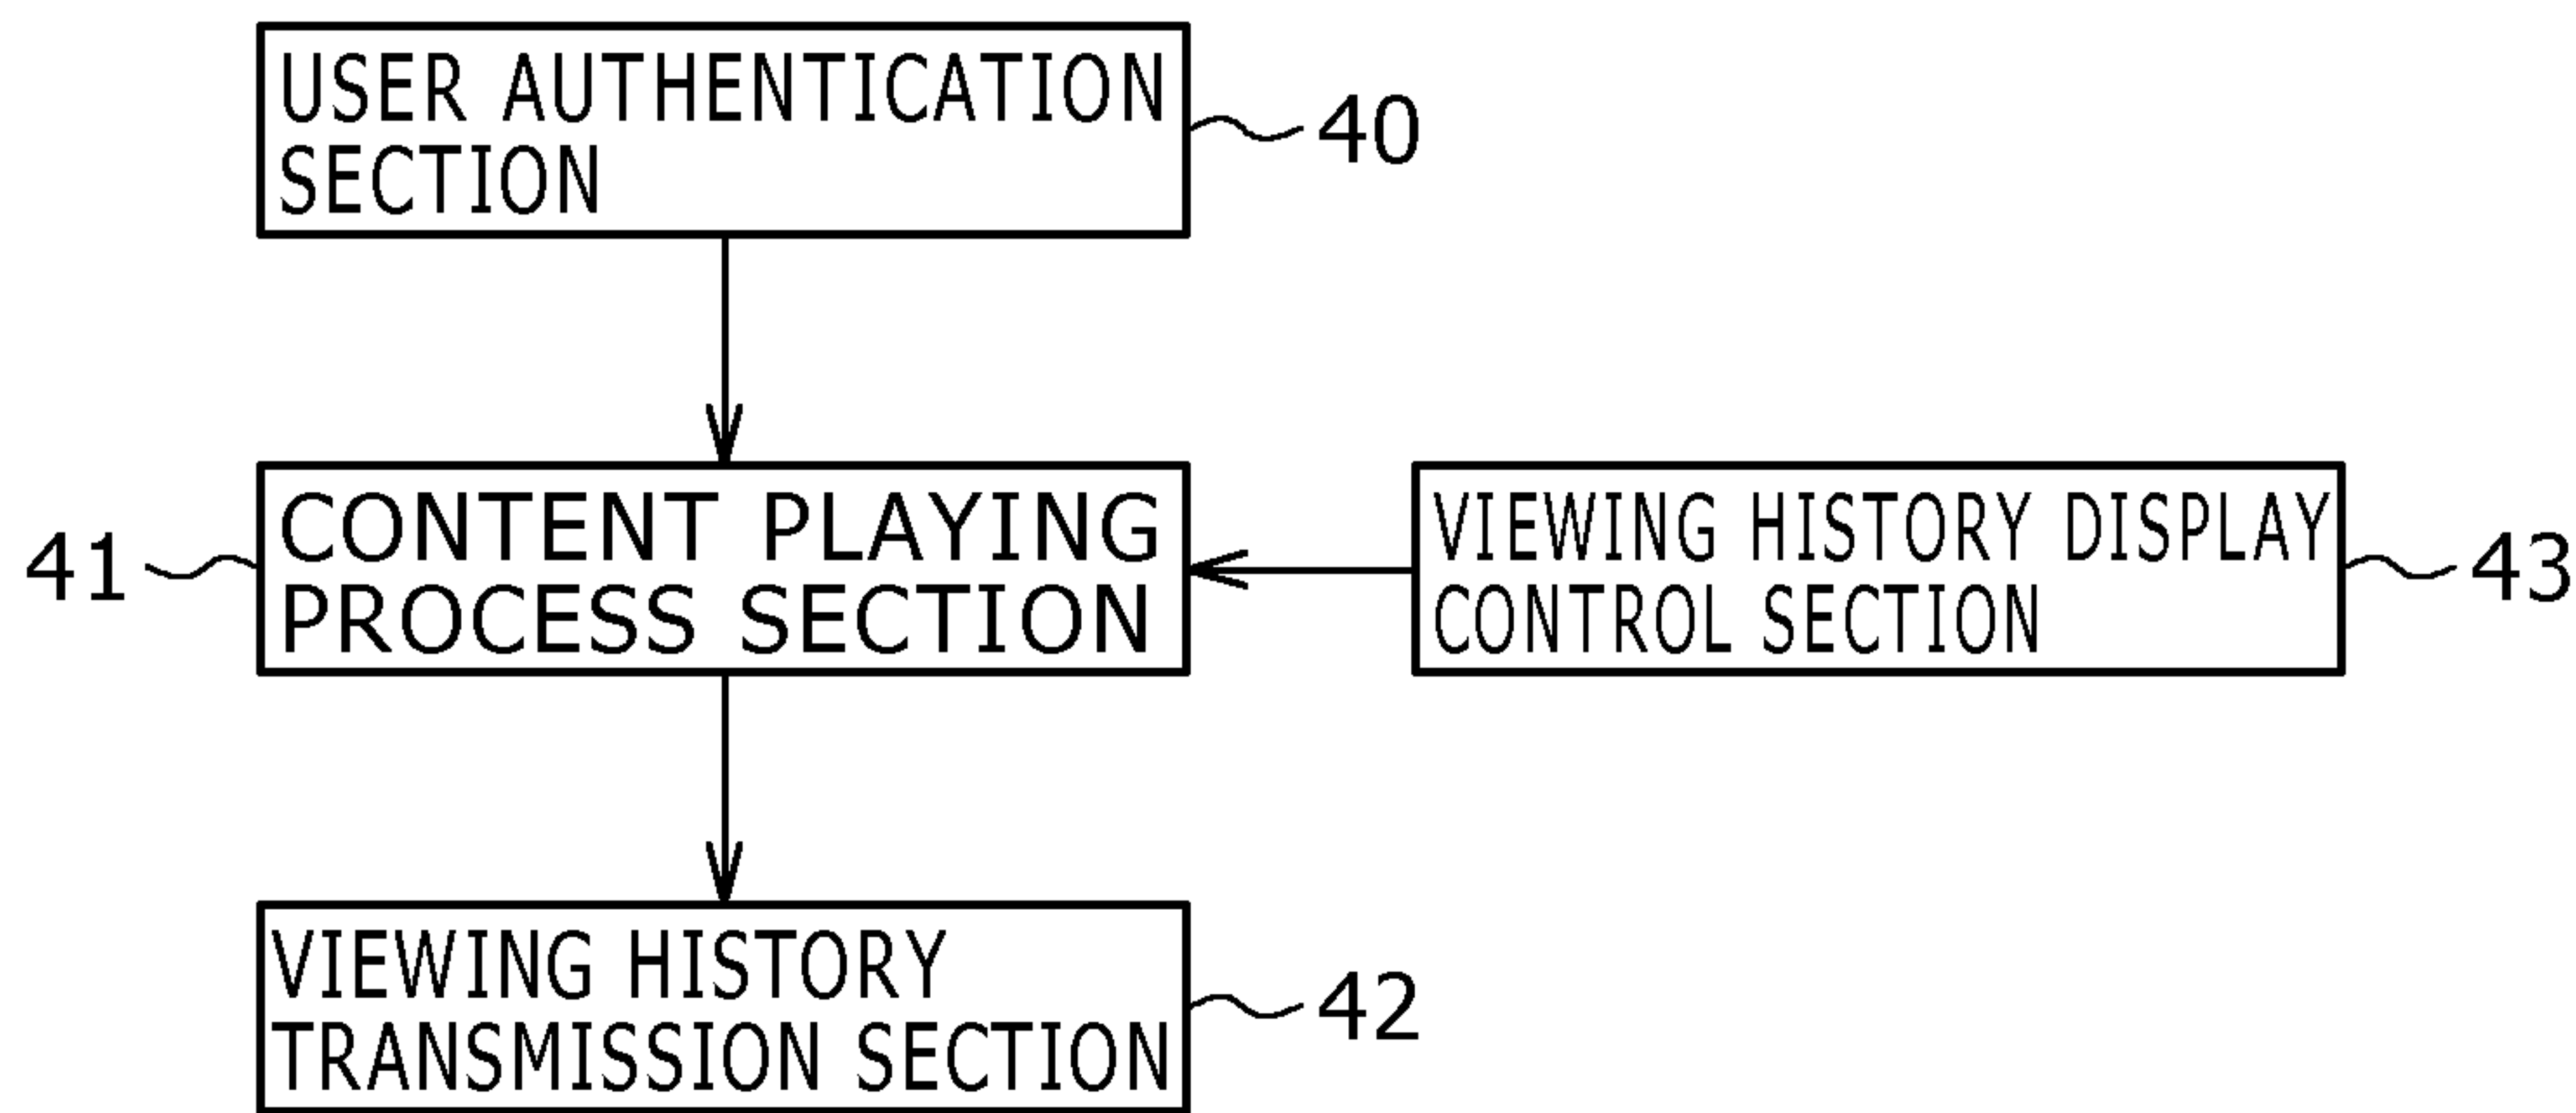 USER AUTHENTICATION
SECTION
40
41
CONTENT PLAYING
PROCESS SECTION
VIEWING HISTORY DISPLAY
CONTROL SECTION
43
VIEWING HISTORY
TRANSMISSION SECTION
42